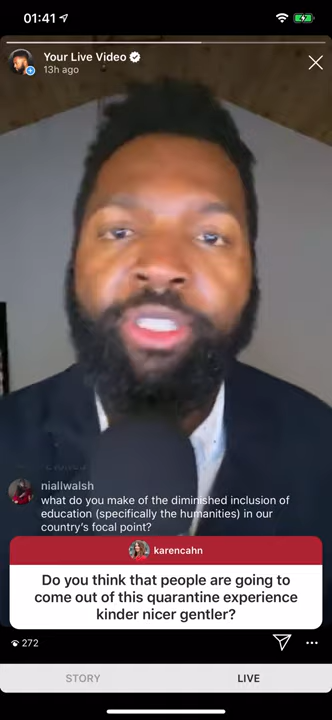 01:41
Your Live Video
13h ago
niallwalsh
what do you make of the diminished inclusion of
education (specifically the humanities) in our
country's focal point?
karencahn
Do you think that people are going to
come out of this quarantine experience
kinder nicer gentler?
272
STORY
LIVE